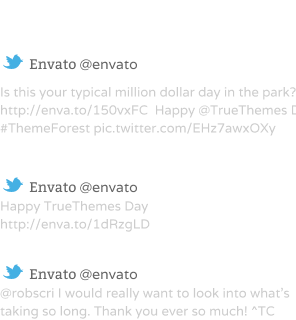 Envato @envato
Is this your typical million dollar day in the park?
http://enva.to/150vxFC Happy @TrueThemes D
#ThemeForest pic.twitter.com/EHz7awxOXy
Envato @envato
Happy TrueThemes Day
http://enva.to/1dRzgLD
Envato @envato
@robscri I would really want to look into what's
taking so long. Thank you ever so much! ^TC